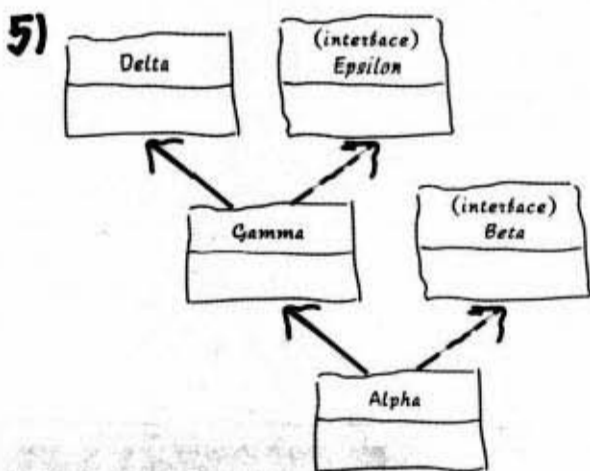 5)
Delta
(interface)
Epsilon
Gamma
(interface)
Beta
Alpha